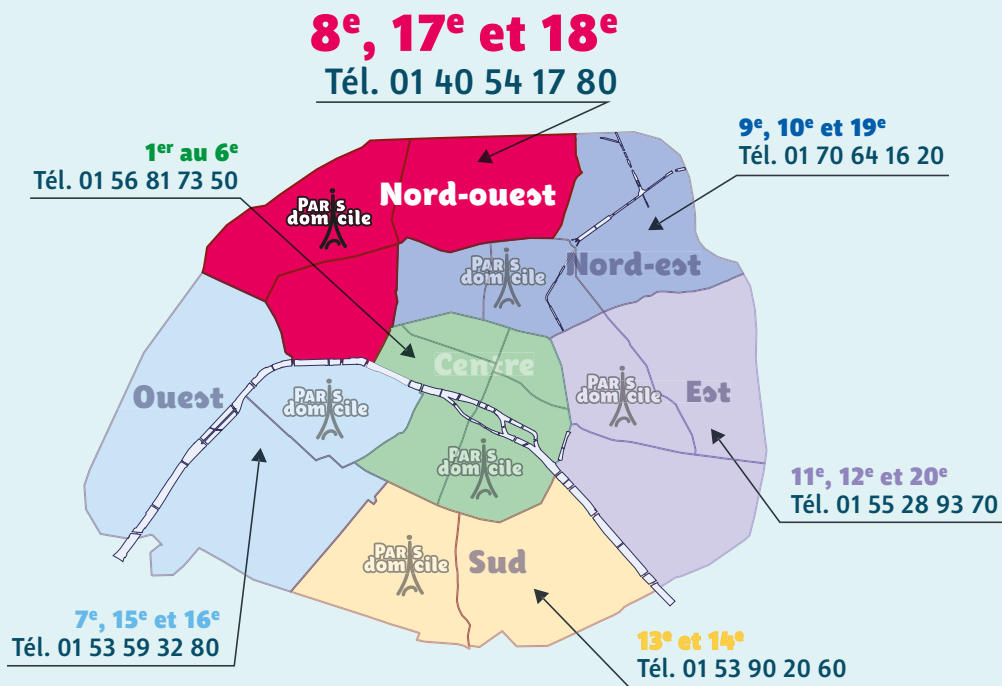 8ᵉ, 17ᵉ et 18ᵉ
Tél. 01 40 54 17 80
9ᵉ, 10ᵉ et 19ᵉ
Tél. 01 70 64 16 20
1ᵉʳ au 6ᵉ
Tél. 01 56 81 73 50
Nord-ouest
PARIS
domicile
Nord-est
PARIS
domicile
Centre
PARIS
domicile
Ouest
PARIS
domicile
Est
PARIS
domicile
11ᵉ, 12ᵉ et 20ᵉ
Tél. 01 55 28 93 70
Sud
PARIS
domicile
7ᵉ, 15ᵉ et 16ᵉ
Tél. 01 53 59 32 80
13ᵉ et 14ᵉ
Tél. 01 53 90 20 60